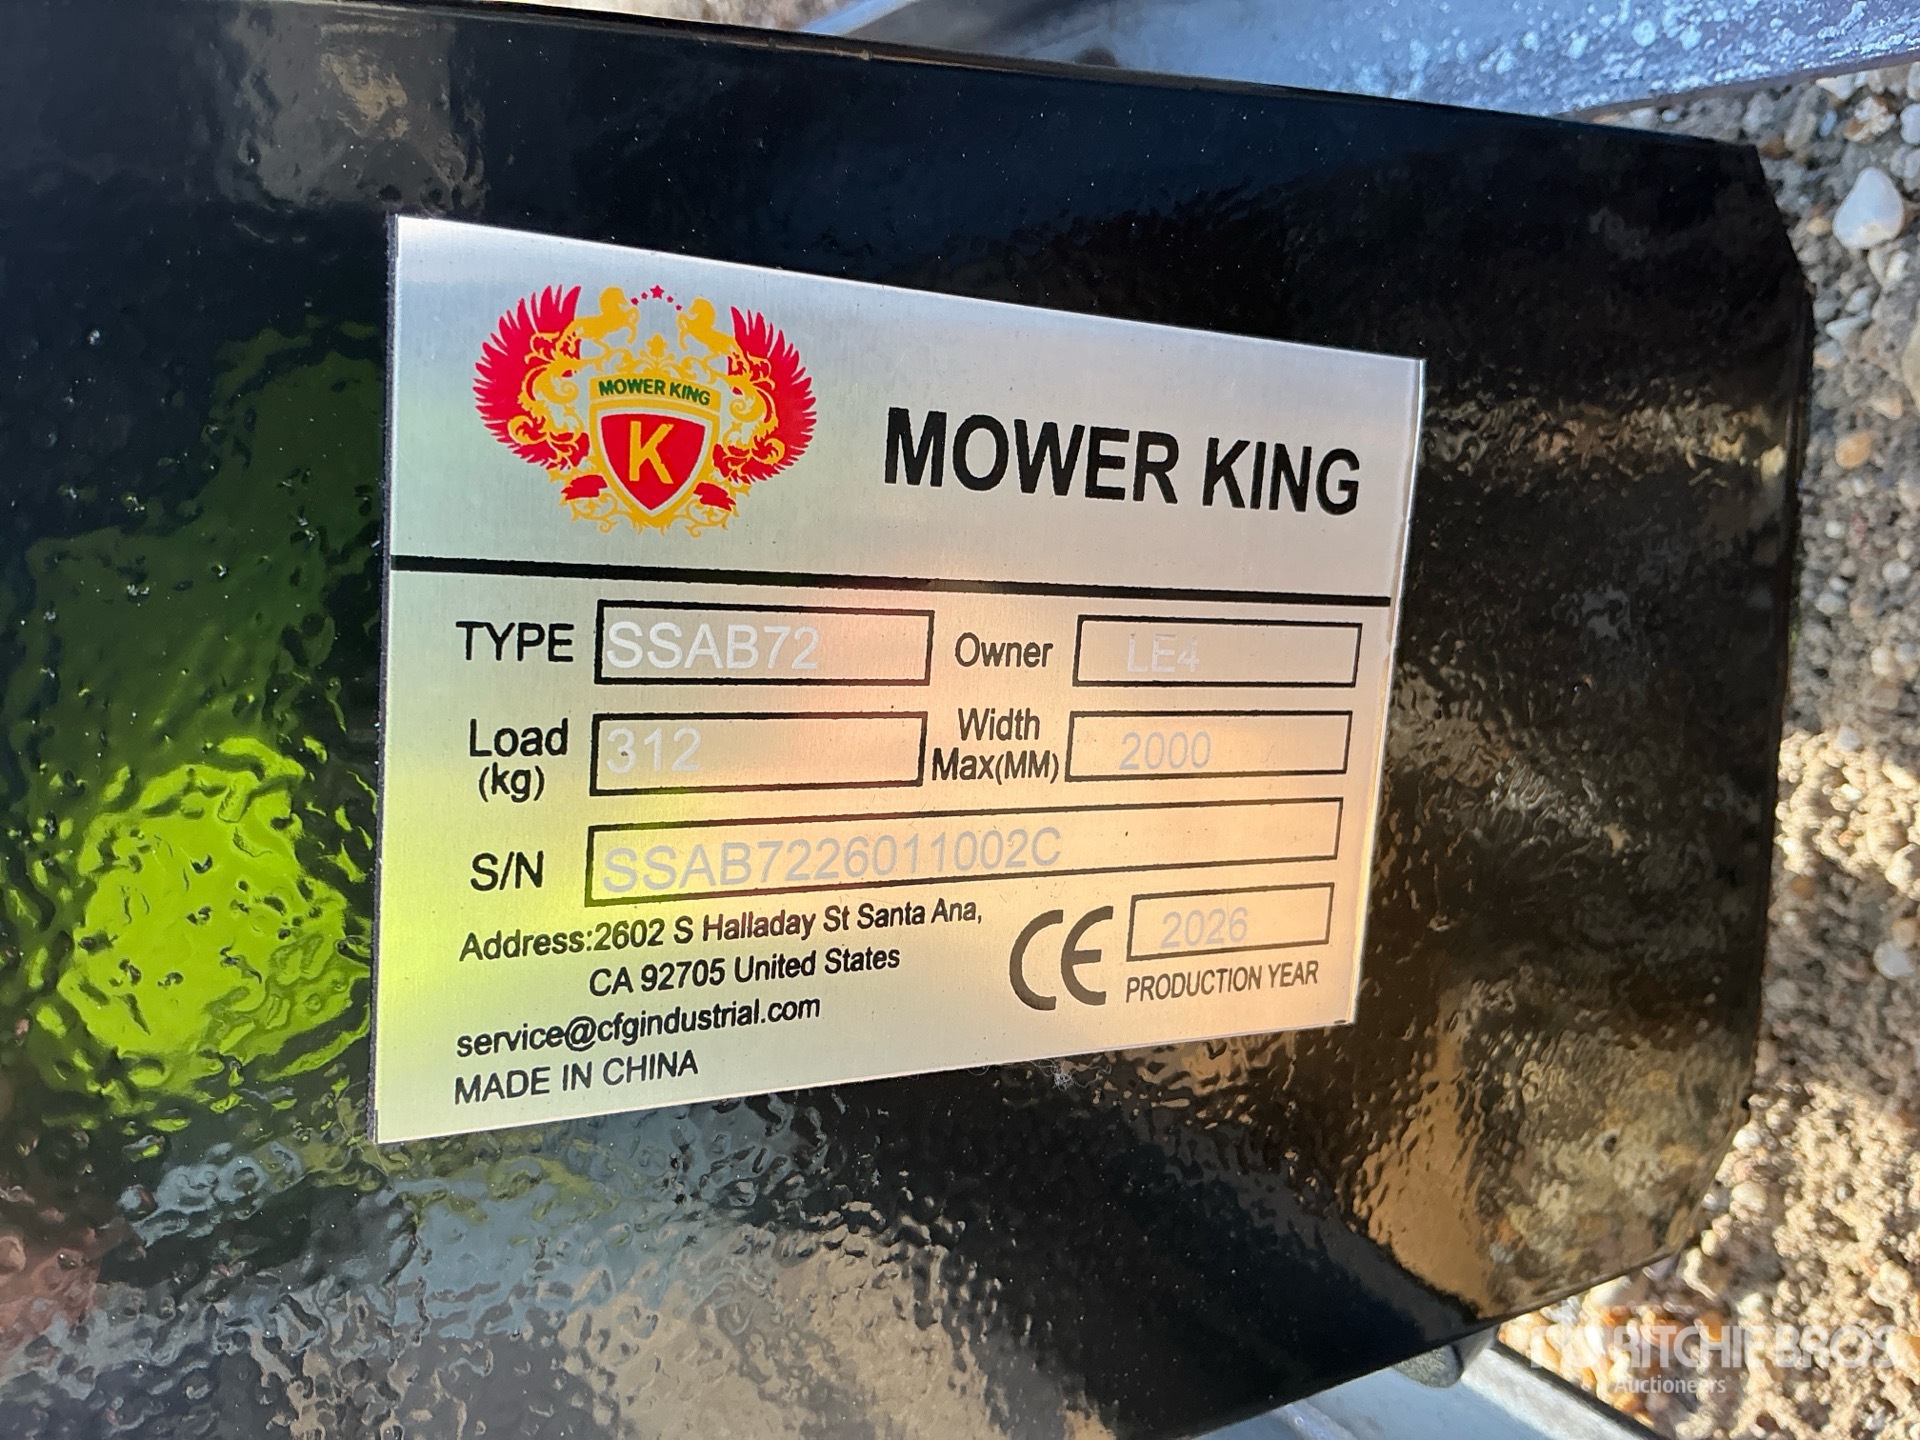 MOWER KING
K
MOWER KING
TYPE SSAB72 Owner LE4
Load (kg) 312 Width Max(MM) 2000
S/N SSAB7226011002C
Address:2602 S Halladay St Santa Ana,
CA 92705 United States
CE 2026
PRODUCTION YEAR
service@cfgindustrial.com
MADE IN CHINA
RITCHIE BROS
Auctioneers